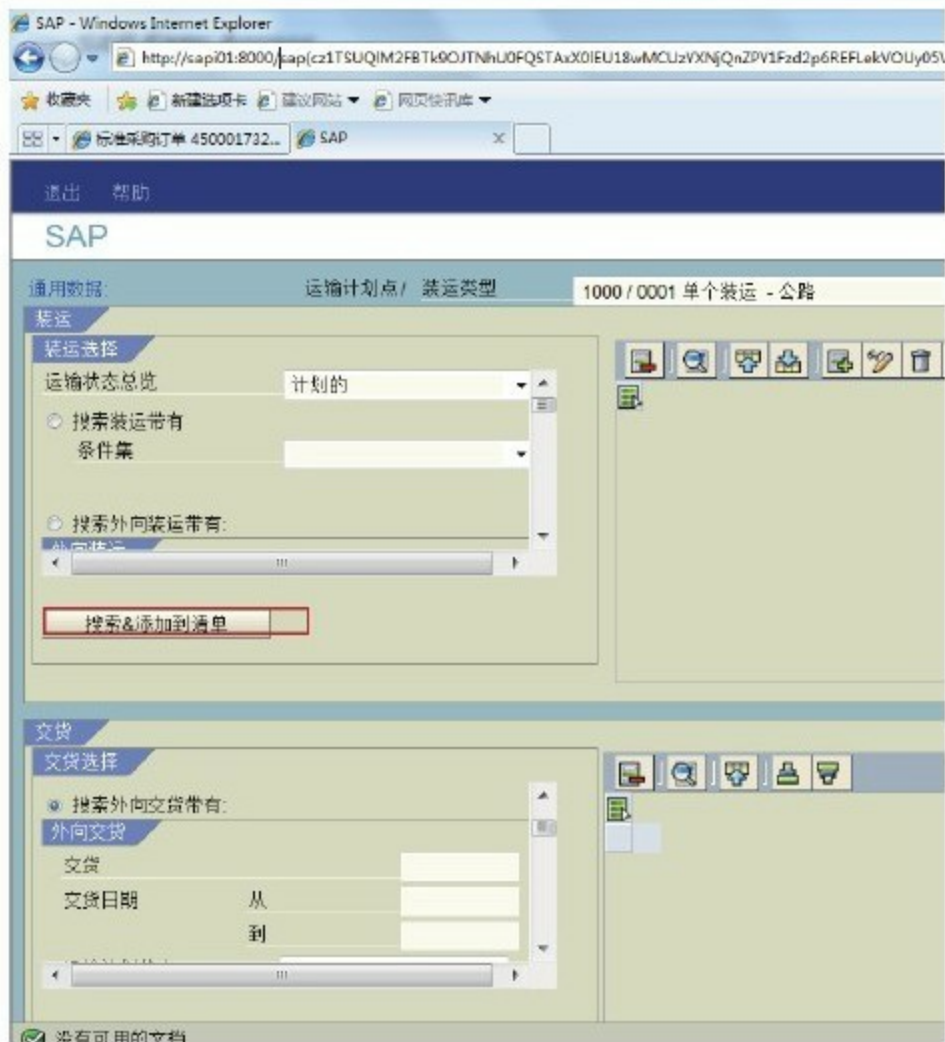 SAP - Windows Internet Explorer
http://sapi01:8000/sap(cz1TSUQlM2FBTk9OJTNhU0FQSTAxX0lEU18wMCUzVXNjQnZPV1Fzd2p6REFLekVOUy05V
收藏夹 新建选项卡 建议网站 网页快讯库
标准采购订单 450001732... SAP
退出 帮助
SAP
通用数据: 运输计划点/ 装运类型 1000 / 0001 单个装运 - 公路
装运
装运选择
运输状态总览 计划的
搜索装运带有
条件集
搜索外向装运带有:
外向装运
搜索&添加到清单
交货
交货选择
搜索外向交货带有:
外向交货
交货
交货日期 从
到
没有可用的文档